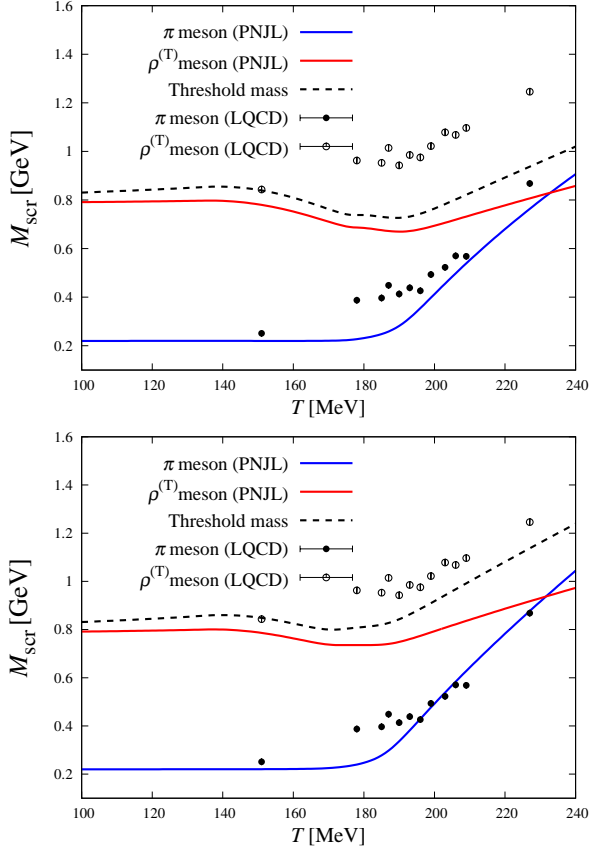 1.6
1.4
1.2
1
0.8
0.6
0.4
0.2
M_scr [GeV]
π meson (PNJL)
ρ^(T) meson (PNJL)
Threshold mass
π meson (LQCD)
ρ^(T) meson (LQCD)
100 120 140 160 180 200 220 240
T [MeV]
1.6
1.4
1.2
1
0.8
0.6
0.4
0.2
M_scr [GeV]
π meson (PNJL)
ρ^(T) meson (PNJL)
Threshold mass
π meson (LQCD)
ρ^(T) meson (LQCD)
100 120 140 160 180 200 220 240
T [MeV]